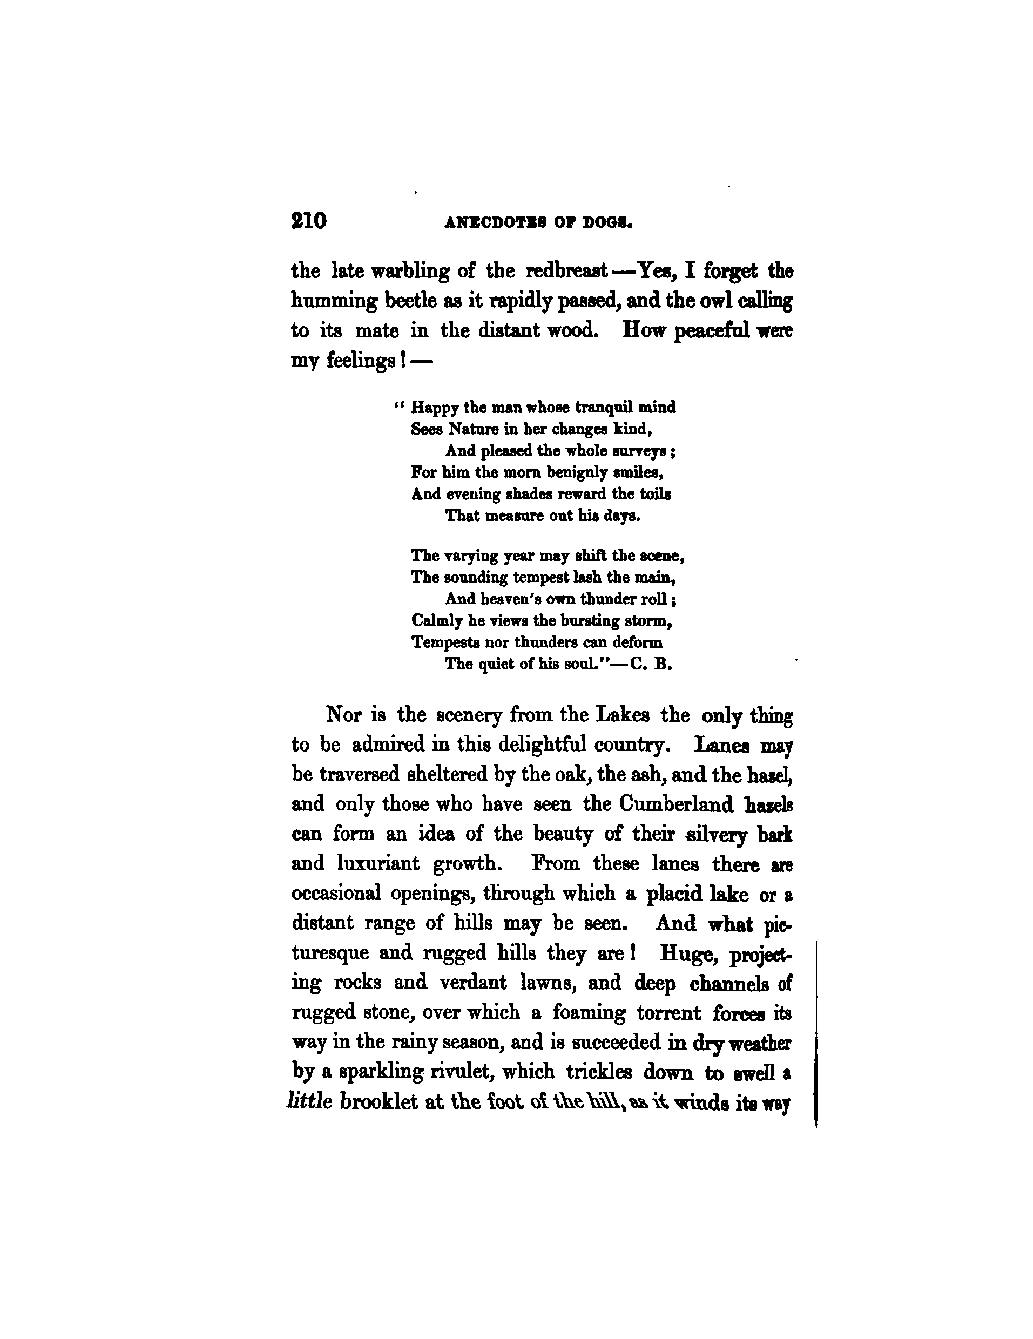 210 ANECDOTES OF DOGS.
the late warbling of the redbreast—Yes, I forget the
humming beetle as it rapidly passed, and the owl calling
to its mate in the distant wood. How peaceful were
my feelings!—
" Happy the man whose tranquil mind
Sees Nature in her changes kind,
And pleased the whole surveys;
For him the morn benignly smiles,
And evening shades reward the toils
That measure out his days.
The varying year may shift the scene,
The sounding tempest lash the main,
And heaven's own thunder roll;
Calmly he views the bursting storm,
Tempests nor thunders can deform
The quiet of his soul."—C. B.
Nor is the scenery from the Lakes the only thing
to be admired in this delightful country. Lanes may
be traversed sheltered by the oak, the ash, and the hasel,
and only those who have seen the Cumberland hasels
can form an idea of the beauty of their silvery bark
and luxuriant growth. From these lanes there are
occasional openings, through which a placid lake or a
distant range of hills may be seen. And what pic-
turesque and rugged hills they are! Huge, project-
ing rocks and verdant lawns, and deep channels of
rugged stone, over which a foaming torrent forces its
way in the rainy season, and is succeeded in dry weather
by a sparkling rivulet, which trickles down to swell a
little brooklet at the foot of the hill, as it winds its way